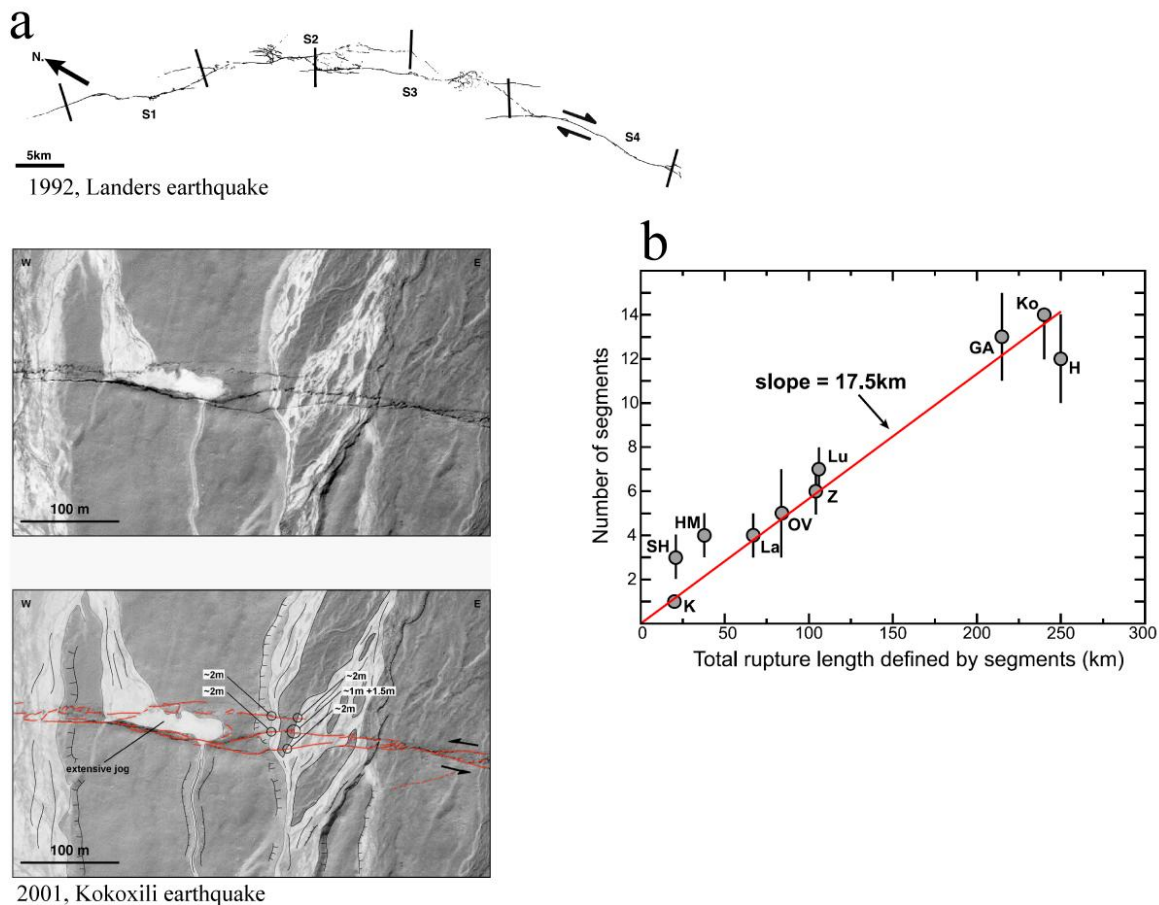 a
N.
S1
S2
S3
S4
5km
1992, Landers earthquake
W
E
100 m
W
E
~2m
~2m
~2m
~1m +1.5m
~2m
extensive jog
100 m
2001, Kokoxili earthquake
b
Number of segments
14
12
10
8
6
4
2
slope = 17.5km
Ko
GA
H
Lu
Z
OV
La
HM
SH
K
0
50
100
150
200
250
300
Total rupture length defined by segments (km)